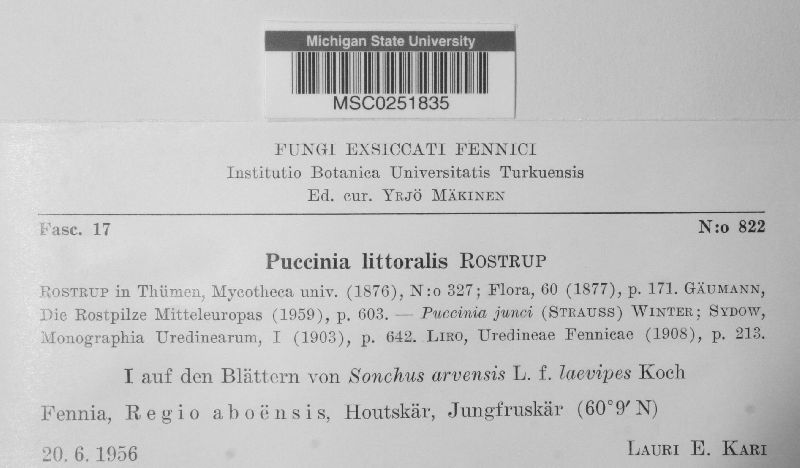 Michigan State University
MSC0251835
FUNGI EXSICCATI FENNICI
Institutio Botanica Universitatis Turkuensis
Ed. cur. YRJÖ MÄKINEN
Fasc. 17 N:o 822
Puccinia littoralis ROSTRUP
ROSTRUP in Thümen, Mycotheca univ. (1876), N:o 327; Flora, 60 (1877), p. 171. GÄUMANN,
Die Rostpilze Mitteleuropas (1959), p. 603. — Puccinia junci (STRAUSS) WINTER; SYDOW,
Monographia Uredinearum, I (1903), p. 642. LIRO, Uredineae Fennicae (1908), p. 213.
I auf den Blättern von Sonchus arvensis L. f. laevipes Koch
Fennia, Regio aboënsis, Houtskär, Jungfruskär (60°9′ N)
20. 6. 1956 LAURI E. KARI